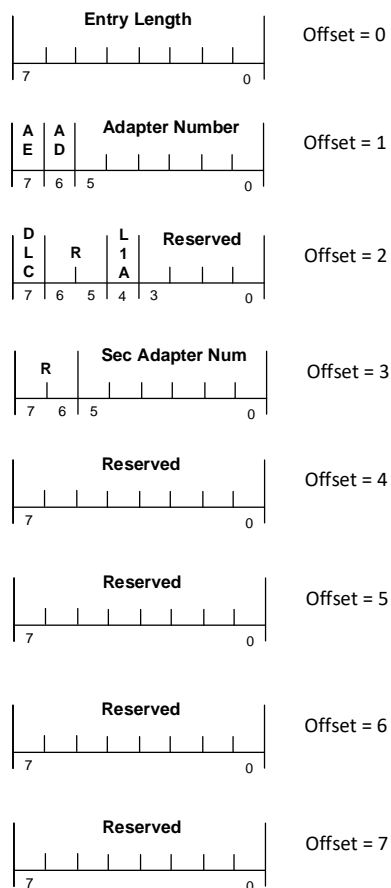 Entry Length
Offset = 0
7 0
A A Adapter Number
E D
Offset = 1
7 6 5 0
D L
L R 1 Reserved
C A
Offset = 2
7 6 5 4 3 0
Sec Adapter Num
R
Offset = 3
7 6 5 0
Reserved
Offset = 4
7 0
Reserved
Offset = 5
7 0
Reserved
Offset = 6
7 0
Reserved
Offset = 7
7 0